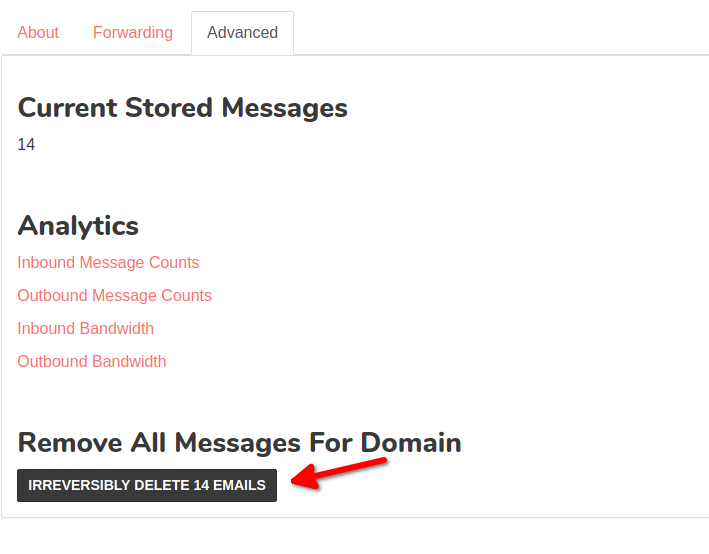 About Forwarding Advanced
Current Stored Messages
14
Analytics
Inbound Message Counts
Outbound Message Counts
Inbound Bandwidth
Outbound Bandwidth
Remove All Messages For Domain
IRREVERSIBLY DELETE 14 EMAILS